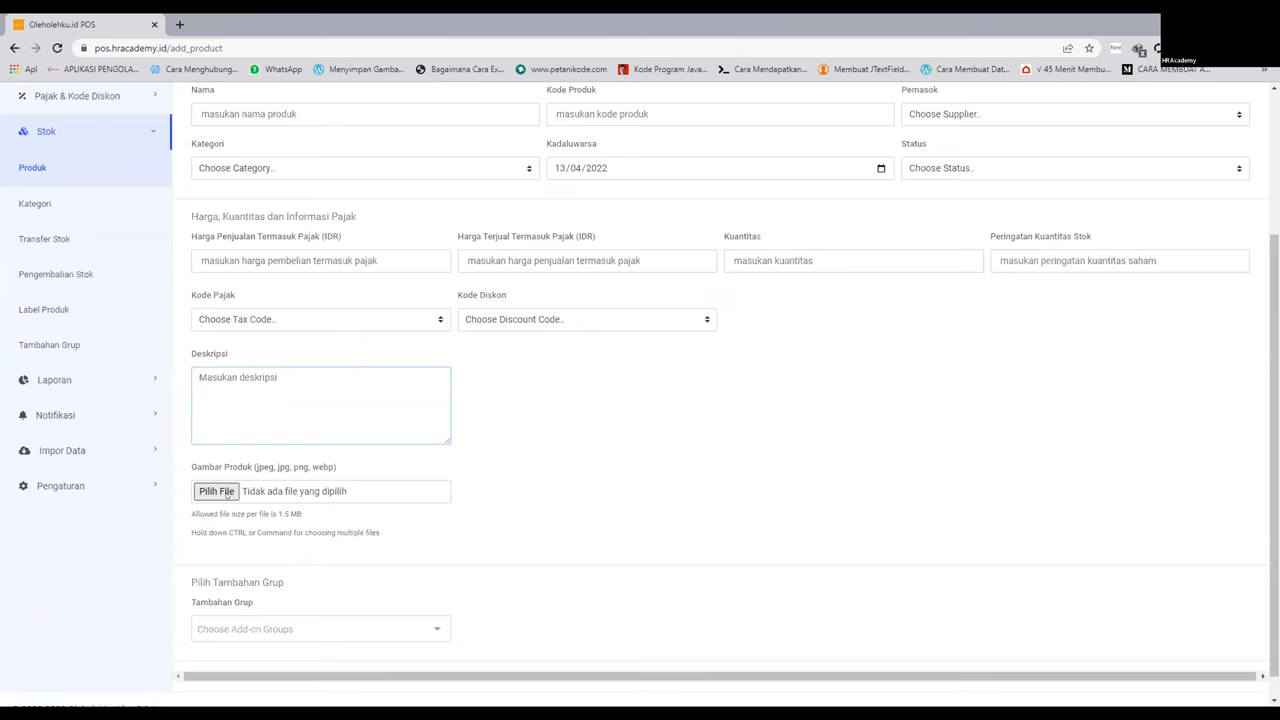 Oleholehku.id POS
pos.hracademy.id/add_product
HRAcademy
Apl
APLIKASI PENGOLA...
Cara Menghubung...
WhatsApp
Menyimpan Gamba...
Bagaimana Cara Ex...
www.petanikode.com
Kode Program Java...
Cara Mendapatkan...
Membuat JTextField...
Cara Membuat Dat...
√ 45 Menit Membu...
CARA MEMBUAT A...
Pajak & Kode Diskon
Stok
Produk
Kategori
Transfer Stok
Pengembalian Stok
Label Produk
Tambahan Grup
Laporan
Notifikasi
Impor Data
Pengaturan
Nama
Kode Produk
Pemasok
masukan nama produk
masukan kode produk
Choose Supplier..
Kategori
Kadaluwarsa
Status
Choose Category..
13/04/2022
Choose Status..
Harga, Kuantitas dan Informasi Pajak
Harga Penjualan Termasuk Pajak (IDR)
Harga Terjual Termasuk Pajak (IDR)
Kuantitas
Peringatan Kuantitas Stok
masukan harga pembelian termasuk pajak
masukan harga penjualan termasuk pajak
masukan kuantitas
masukan peringatan kuantitas saham
Kode Pajak
Kode Diskon
Choose Tax Code..
Choose Discount Code..
Deskripsi
Masukan deskripsi
Gambar Produk (jpeg, jpg, png, webp)
Pilih File Tidak ada file yang dipilih
Allowed file size per file is 1.5 MB
Hold down CTRL or Command for choosing multiple files
Pilih Tambahan Grup
Tambahan Grup
Choose Add-on Groups